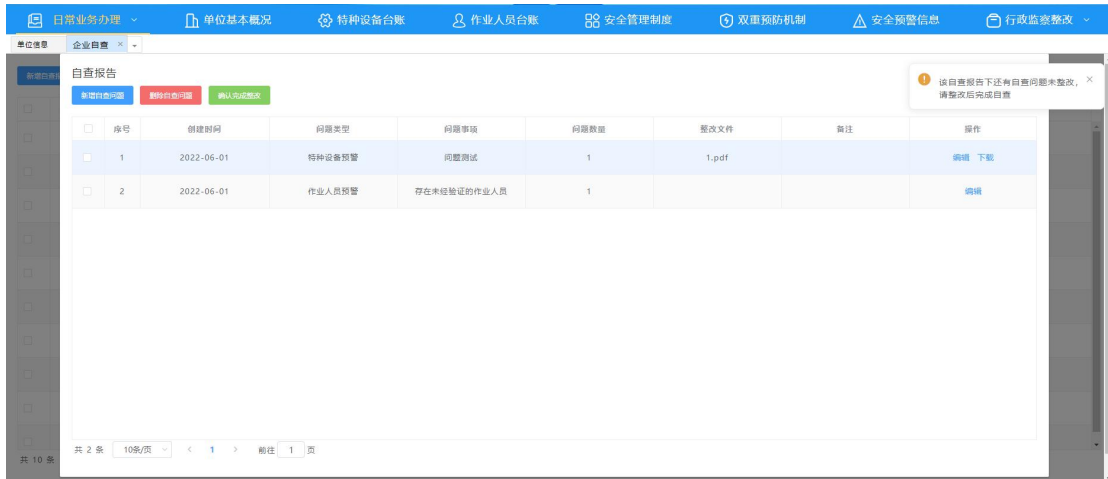 日常业务办理 单位基本概况 特种设备台账 作业人员台账 安全管理制度 双重预防机制 安全预警信息 行政监察整改
单位信息 企业自查 ×
新增自查
自查报告
该自查报告下还有自查问题未整改，
请整改后完成自查
新增自查问题 删除自查问题 确认完成整改
序号 创建时间 问题类型 问题事项 问题数量 整改文件 备注 操作
1 2022-06-01 特种设备预警 问题测试 1 1.pdf 编辑 下载
2 2022-06-01 作业人员预警 存在未经验证的作业人员 1 编辑
共 2 条 10条/页 < 1 > 前往 1 页
共 10 条